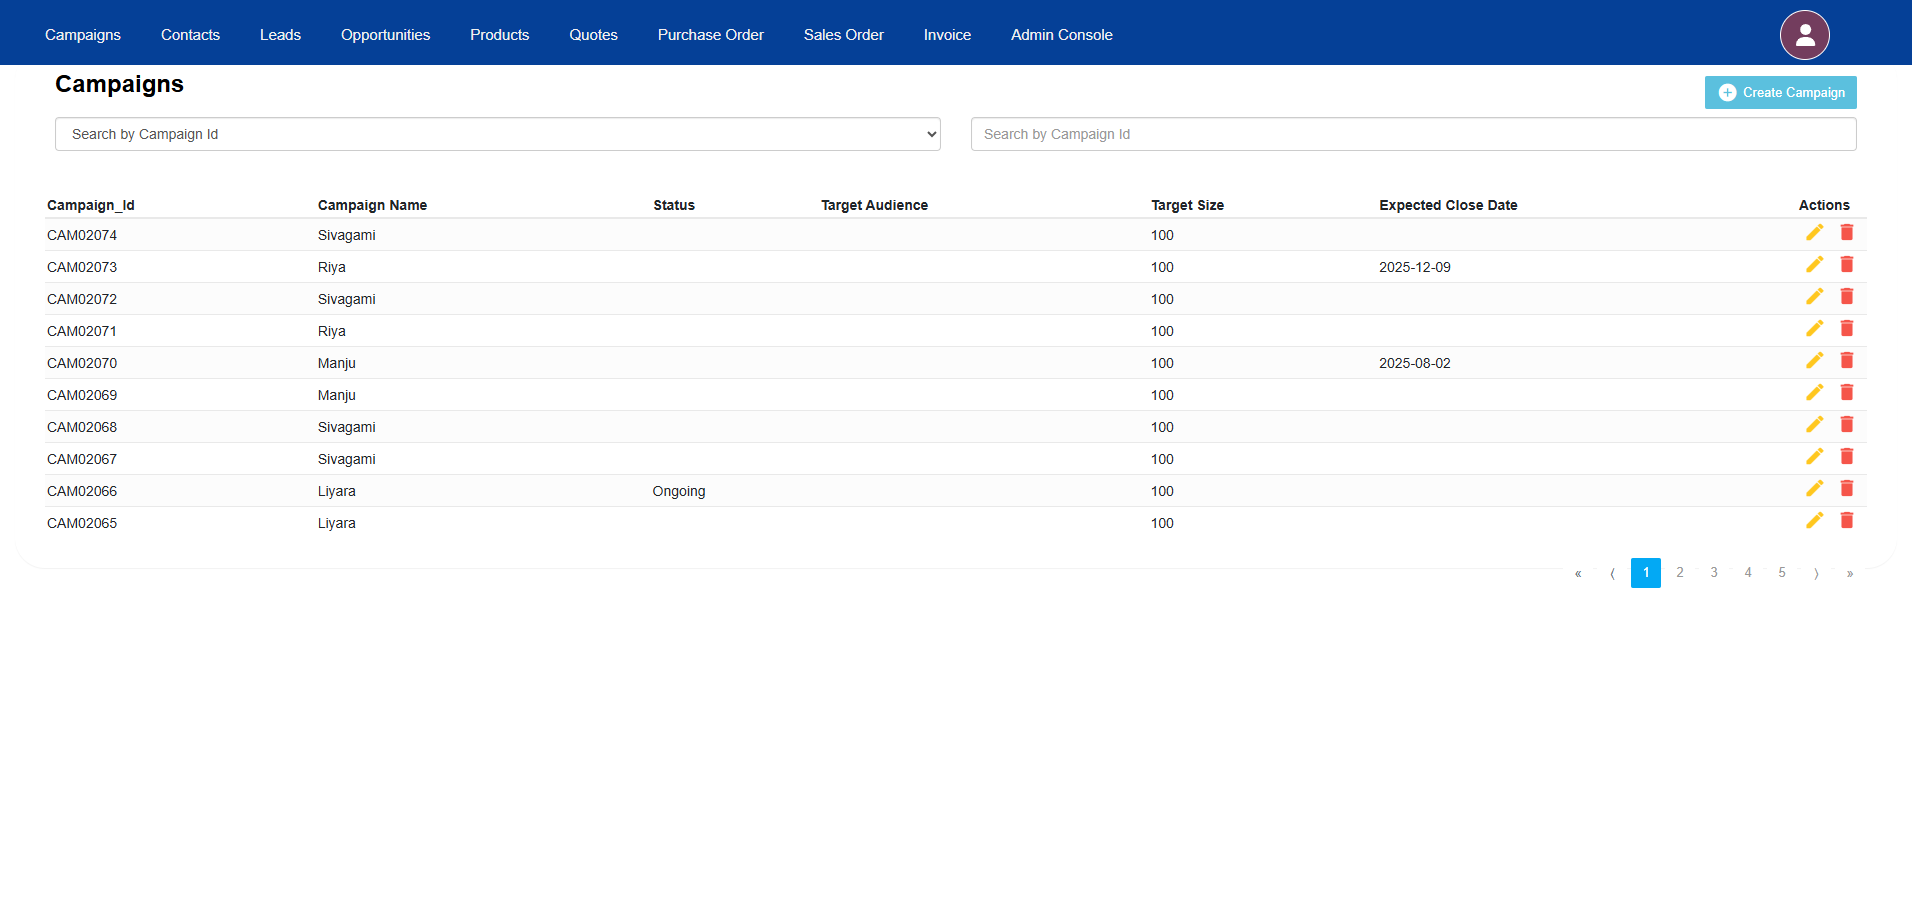 Campaigns Contacts Leads Opportunities Products Quotes Purchase Order Sales Order Invoice Admin Console
Campaigns
Create Campaign
Search by Campaign Id Search by Campaign Id
Campaign_Id Campaign Name Status Target Audience Target Size Expected Close Date Actions
CAM02074 Sivagami 100
CAM02073 Riya 100 2025-12-09
CAM02072 Sivagami 100
CAM02071 Riya 100
CAM02070 Manju 100 2025-08-02
CAM02069 Manju 100
CAM02068 Sivagami 100
CAM02067 Sivagami 100
CAM02066 Liyara Ongoing 100
CAM02065 Liyara 100
« ⟨ 1 2 3 4 5 ⟩ »